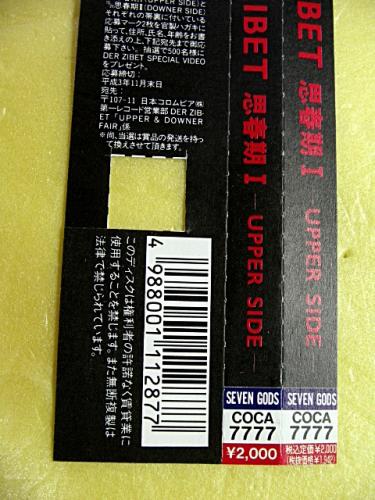 思春期Ⅱ(DOWNER SIDE)
それぞれの帯裏に付いている
応募マーク2枚を官製ハガキに
貼って、住所、氏名、年齢をお書
き添えの上、下記宛先まで御応
募下さい。抽選で500名様に
DER ZIBET SPECIAL VIDEO
をプレゼント。
応募締切:
平成3年11月末日
宛先:
〒107-11 日本コロムビア㈱
第一レコード営業部 DER ZIB
ET「UPPER & DOWNER
FAIR」係
※尚、当選は賞品の発送を持っ
て換えさせて頂きます。
このディスクは権利者の許諾なく賃貸業に
使用することを禁じます。また無断複製は
法律で禁じられています。
4 988001 112877
IBET 思春期Ⅰ —UPPER SIDE—
SEVEN GODS
COCA
7777
¥2,000
IBET 思春期Ⅰ UPPER SIDE
SEVEN GODS
COCA
7777
税込定価¥2,000
(税抜価格¥1,942)